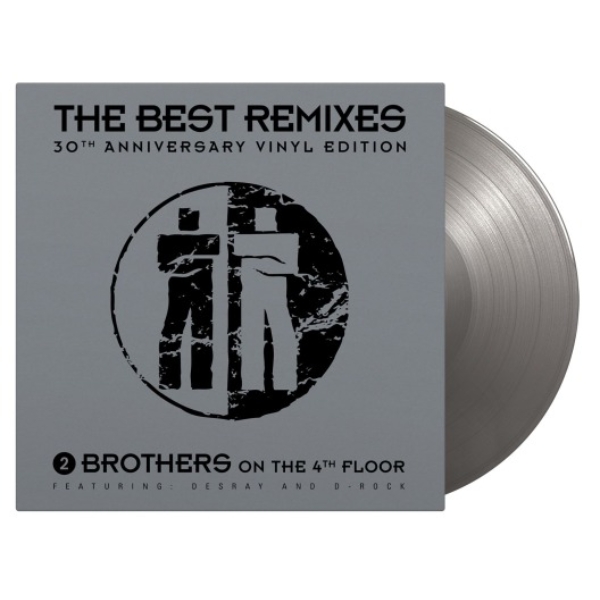 THE BEST REMIXES
30TH ANNIVERSARY VINYL EDITION
2 BROTHERS ON THE 4TH FLOOR
FEATURING: DESRAY AND D-ROCK